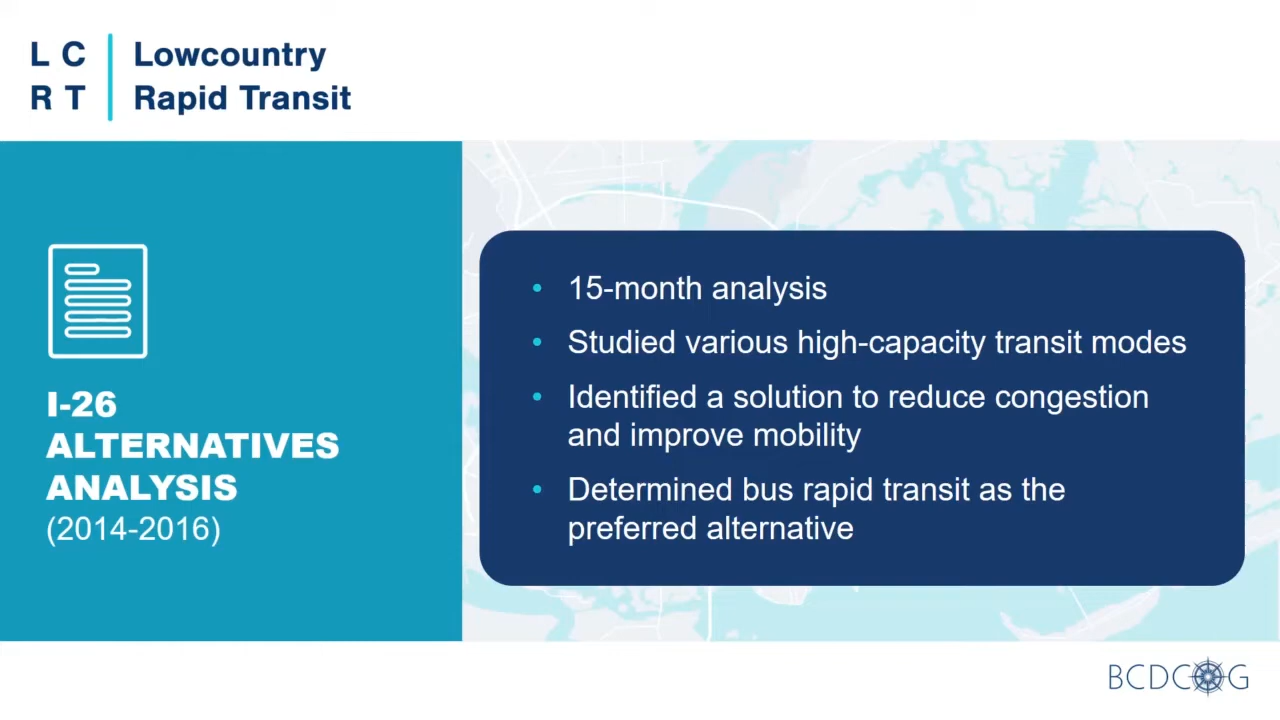 L C
R T
Lowcountry
Rapid Transit
I-26
ALTERNATIVES
ANALYSIS
(2014-2016)
• 15-month analysis
• Studied various high-capacity transit modes
• Identified a solution to reduce congestion
and improve mobility
• Determined bus rapid transit as the
preferred alternative
BCDCOG